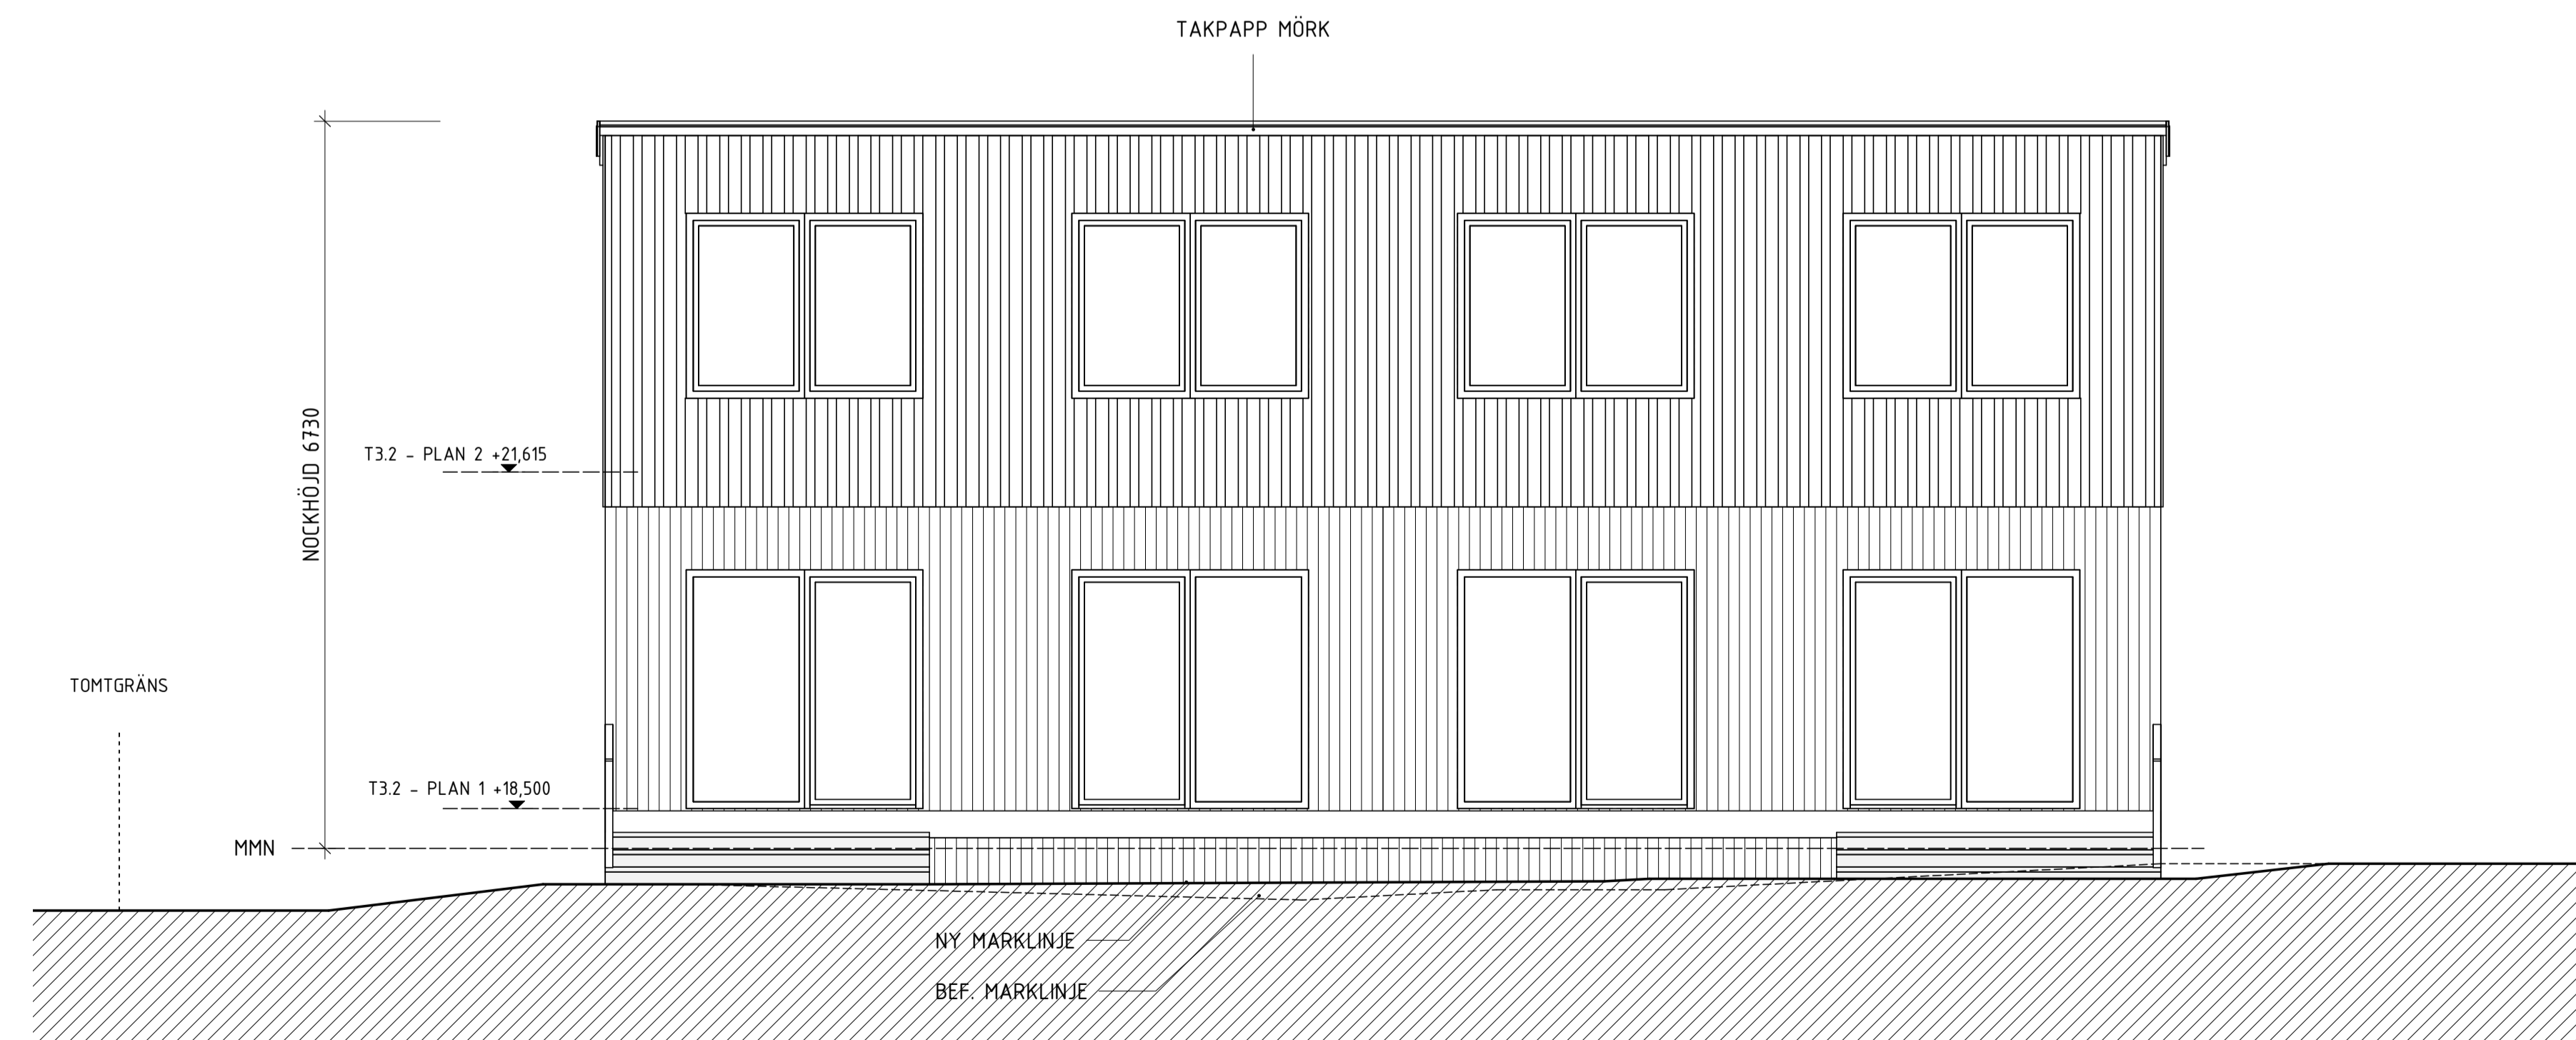 TAKPAPP MÖRK
NOCKHÖJD 6730
T3.2 - PLAN 2 +21,615
TOMTGRÄNS
T3.2 - PLAN 1 +18,500
MMN
NY MARKLINJE
BEF. MARKLINJE